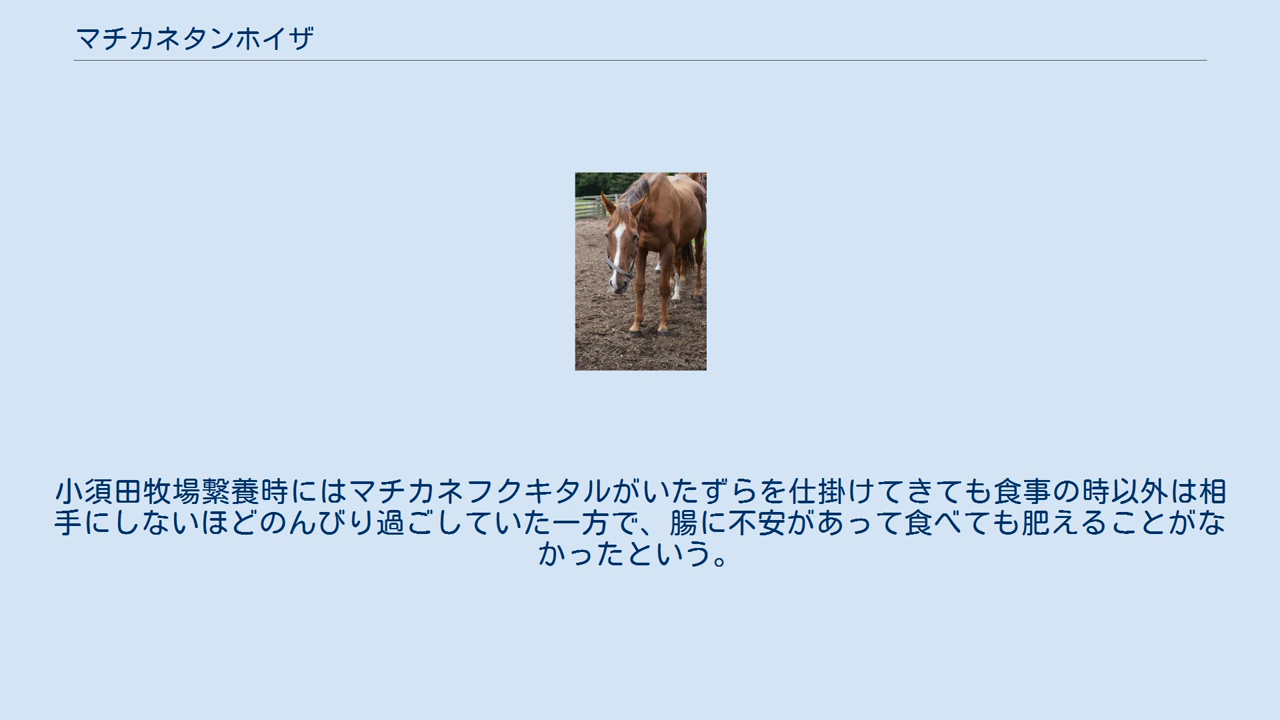 マチカネタンホイザ
小須田牧場繋養時にはマチカネフクキタルがいたずらを仕掛けてきても食事の時以外は相
手にしないほどのんびり過ごしていた一方で、腸に不安があって食べても肥えることがな
かったという。